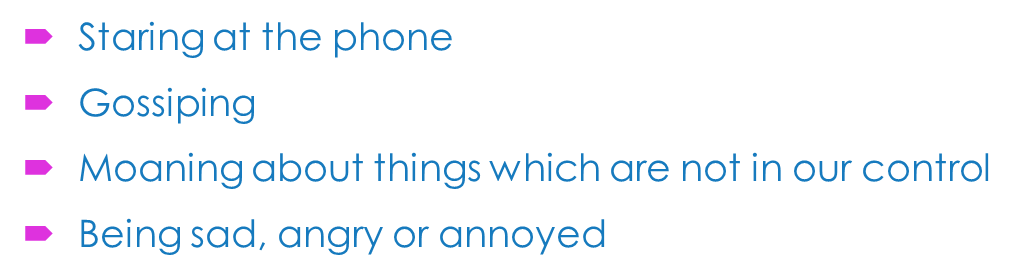 Staring at the phone
Gossiping
Moaning about things which are not in our control
Being sad, angry or annoyed